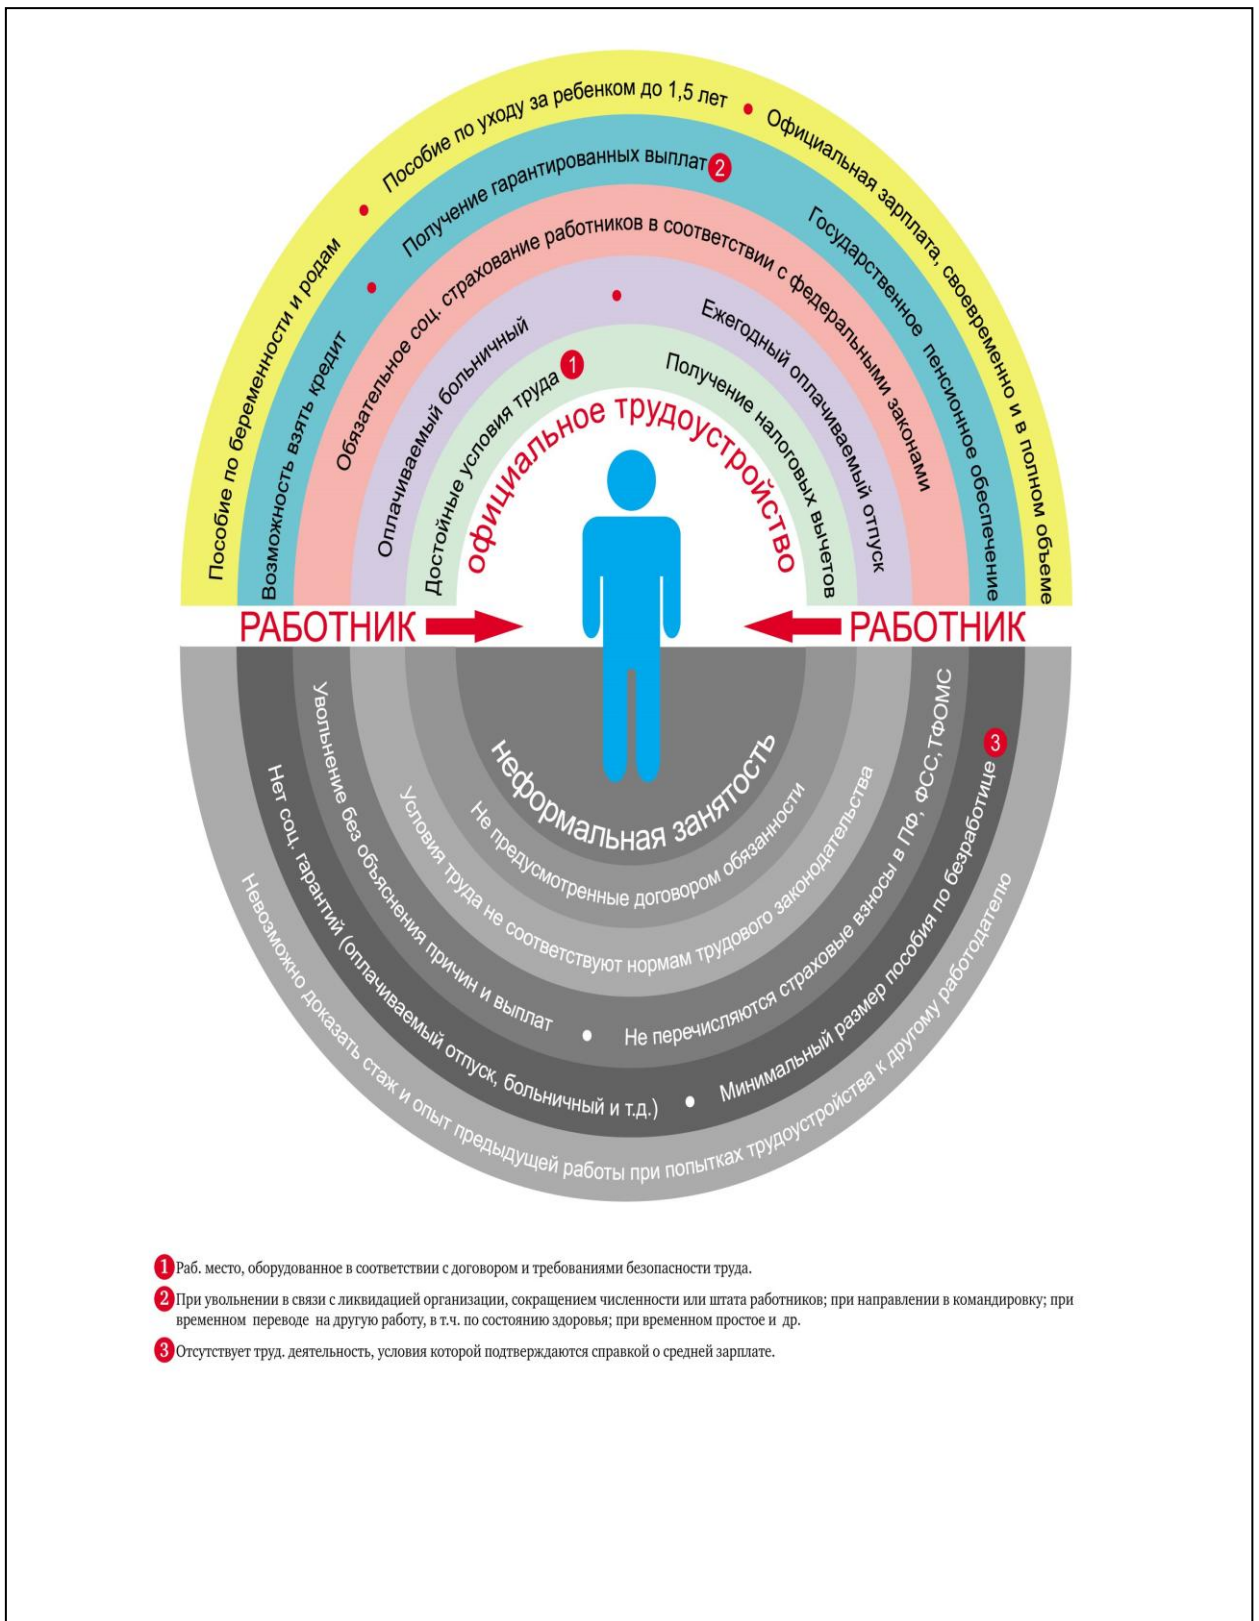 Пособие по беременности и родам • Пособие по уходу за ребенком до 1,5 лет • Официальная зарплата, своевременно и в полном объеме
Возможность взять кредит • Получение гарантированных выплат 2 Государственное пенсионное обеспечение
Обязательное соц. страхование работников в соответствии с федеральными законами
Оплачиваемый больничный • Ежегодный оплачиваемый отпуск
Достойные условия труда 1 Получение налоговых вычетов
официальное трудоустройство
РАБОТНИК РАБОТНИК
неформальная занятость
Не предусмотренные договором обязанности
Условия труда не соответствуют нормам трудового законодательства
Увольнение без объяснения причин и выплат • Не перечисляются страховые взносы в ПФ, ФСС,ТФОМС
Нет соц. гарантий (оплачиваемый отпуск, больничный и т.д.) • Минимальный размер пособия по безработице 3
Невозможно доказать стаж и опыт предыдущей работы при попытках трудоустройства к другому работодателю
1 Раб. место, оборудованное в соответствии с договором и требованиями безопасности труда.
2 При увольнении в связи с ликвидацией организации, сокращением численности или штата работников; при направлении в командировку; при
временном переводе на другую работу, в т.ч. по состоянию здоровья; при временном простое и др.
3 Отсутствует труд. деятельность, условия которой подтверждаются справкой о средней зарплате.